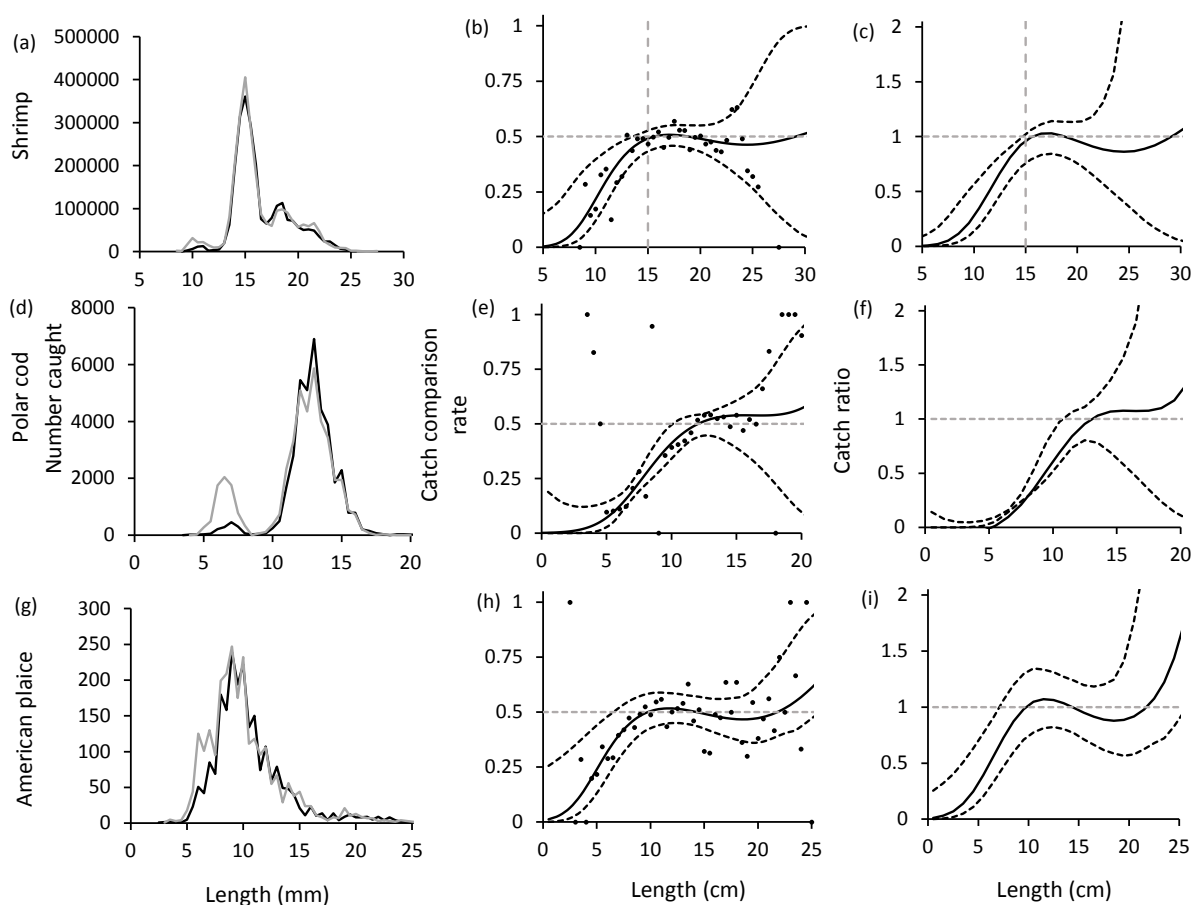 (a)
Shrimp
500000
400000
300000
200000
100000
0
5 10 15 20 25 30
(b)
1
0.75
0.5
0.25
0
5 10 15 20 25 30
(c)
2
1.5
1
0.5
0
5 10 15 20 25 30
(d)
Polar cod
Number caught
8000
6000
4000
2000
0
0 5 10 15 20
(e)
Catch comparison
rate
1
0.75
0.5
0.25
0
0 5 10 15 20
(f)
Catch ratio
2
1.5
1
0.5
0
0 5 10 15 20
(g)
American plaice
300
250
200
150
100
50
0
0 5 10 15 20 25
Length (mm)
(h)
1
0.75
0.5
0.25
0
0 5 10 15 20 25
Length (cm)
(i)
2
1.5
1
0.5
0
0 5 10 15 20 25
Length (cm)